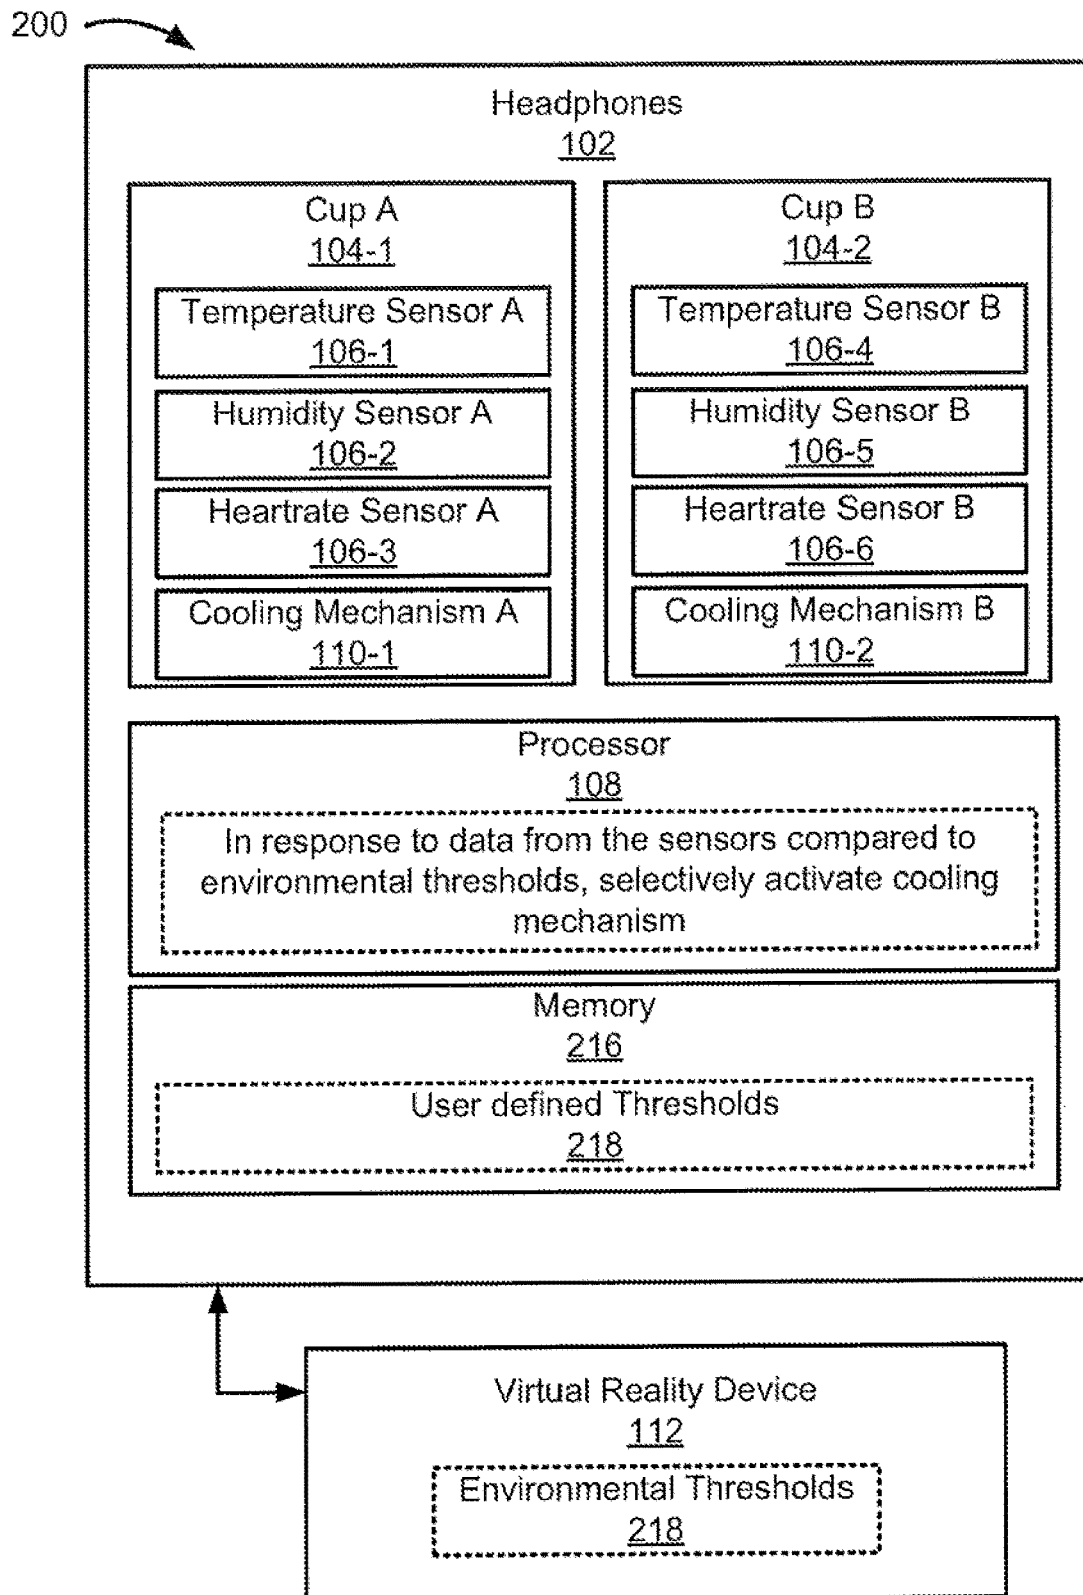 200
Headphones
102
Cup A
104-1
Temperature Sensor A
106-1
Humidity Sensor A
106-2
Heartrate Sensor A
106-3
Cooling Mechanism A
110-1
Cup B
104-2
Temperature Sensor B
106-4
Humidity Sensor B
106-5
Heartrate Sensor B
106-6
Cooling Mechanism B
110-2
Processor
108
In response to data from the sensors compared to
environmental thresholds, selectively activate cooling
mechanism
Memory
216
User defined Thresholds
218
Virtual Reality Device
112
Environmental Thresholds
218